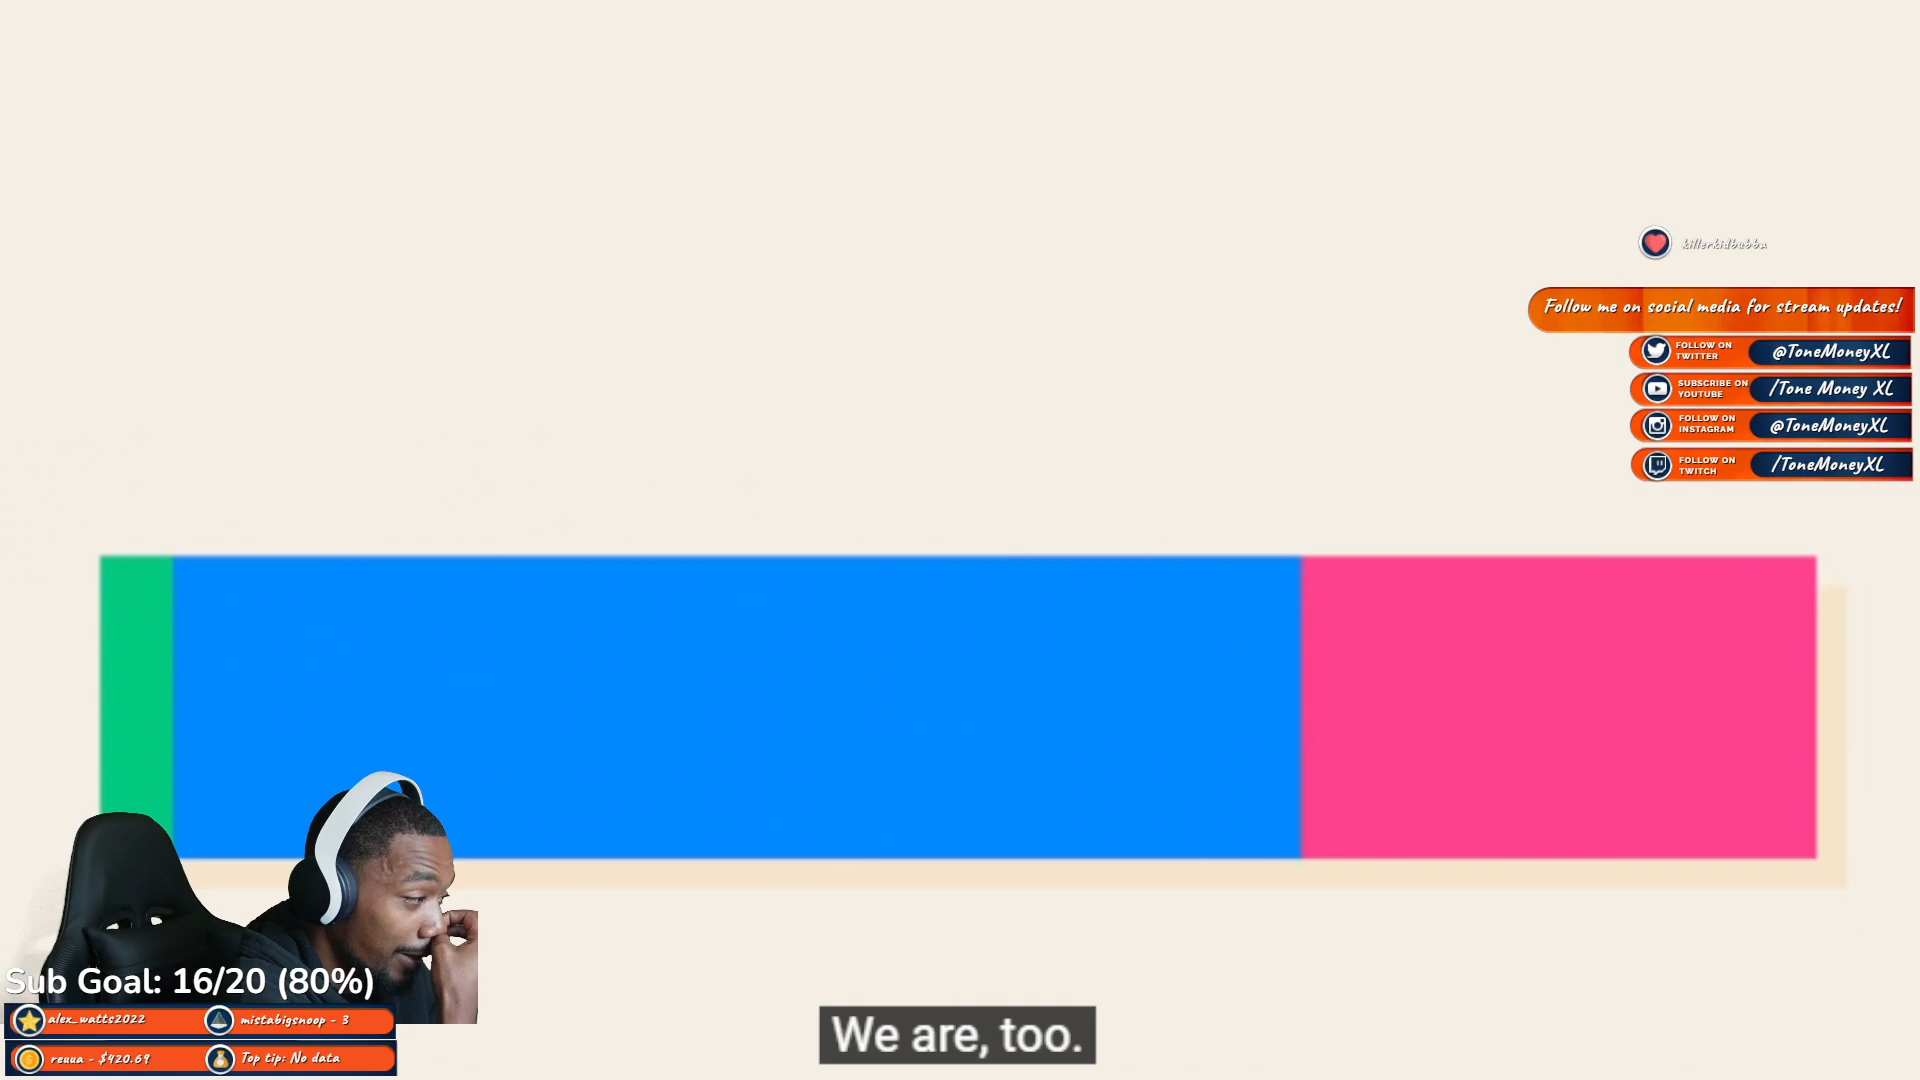 killerkidbubba
Follow me on social media for stream updates!
FOLLOW ON
TWITTER
@ToneMoneyXL
SUBSCRIBE ON
YOUTUBE
/Tone Money XL
FOLLOW ON
INSTAGRAM
@ToneMoneyXL
FOLLOW ON
TWITCH
/ToneMoneyXL
Sub Goal: 16/20 (80%)
alex_watts2022
mistabigsnoop - 3
reuua - $420.69
Top tip: No data
We are, too.